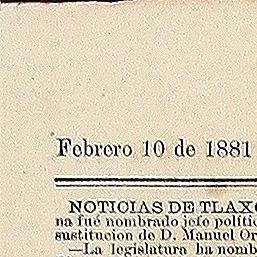 Febrero 10 de 1881
NOTICIAS DE TLAX
na fué nombrado jefe polític
sustitucion de D. Manuel Or
—La legislatura ha nomb